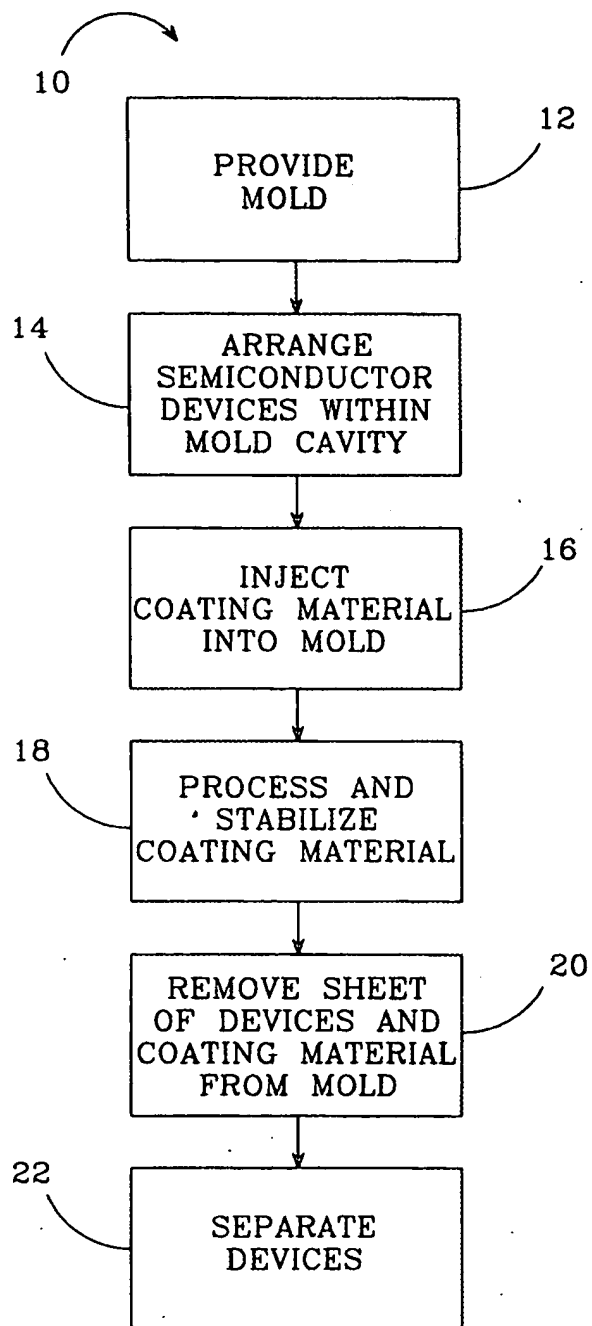 10
12
PROVIDE
MOLD
14
ARRANGE
SEMICONDUCTOR
DEVICES WITHIN
MOLD CAVITY
16
INJECT
COATING MATERIAL
INTO MOLD
18
PROCESS AND
STABILIZE
COATING MATERIAL
20
REMOVE SHEET
OF DEVICES AND
COATING MATERIAL
FROM MOLD
22
SEPARATE
DEVICES